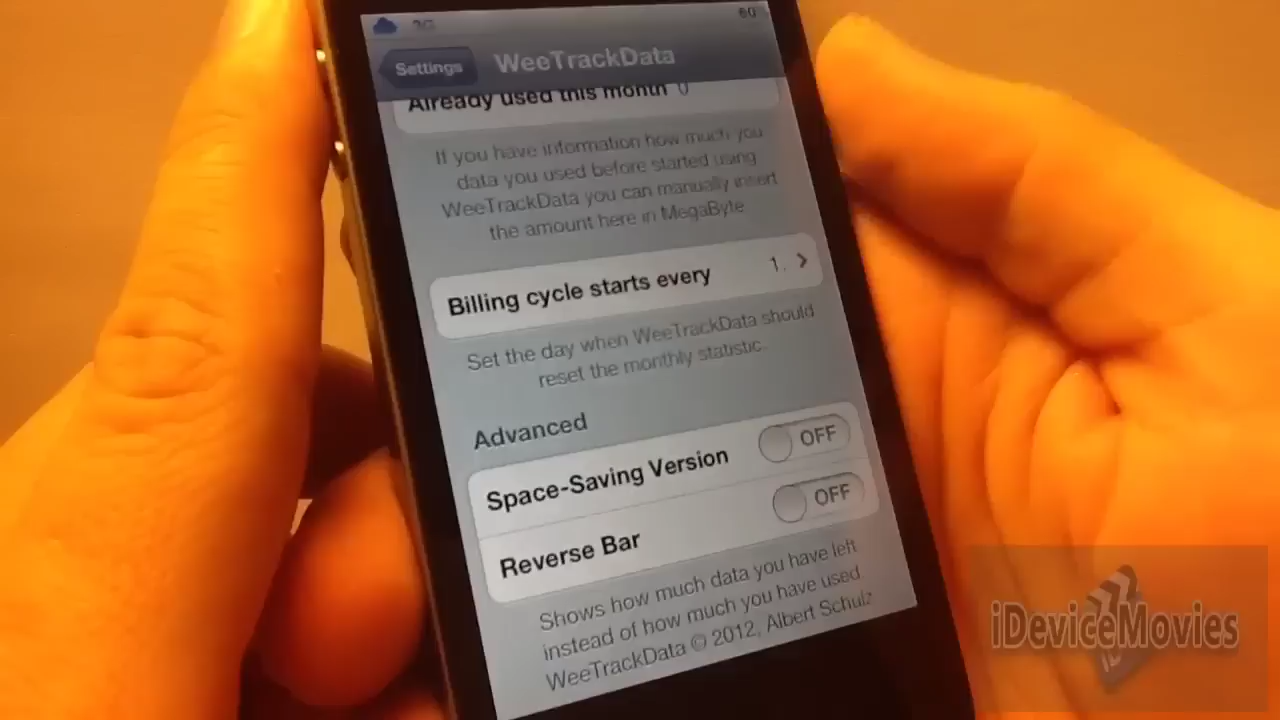 3G
60
Settings
WeeTrackData
Already used this month 0
If you have information how much you
data you used before started using
WeeTrackData you can manually insert
the amount here in MegaByte
Billing cycle starts every 1.
Set the day when WeeTrackData should
reset the monthly statistic.
Advanced
Space-Saving Version OFF
Reverse Bar OFF
Shows how much data you have left
instead of how much you have used
WeeTrackData © 2012, Albert Schulz
iDeviceMovies